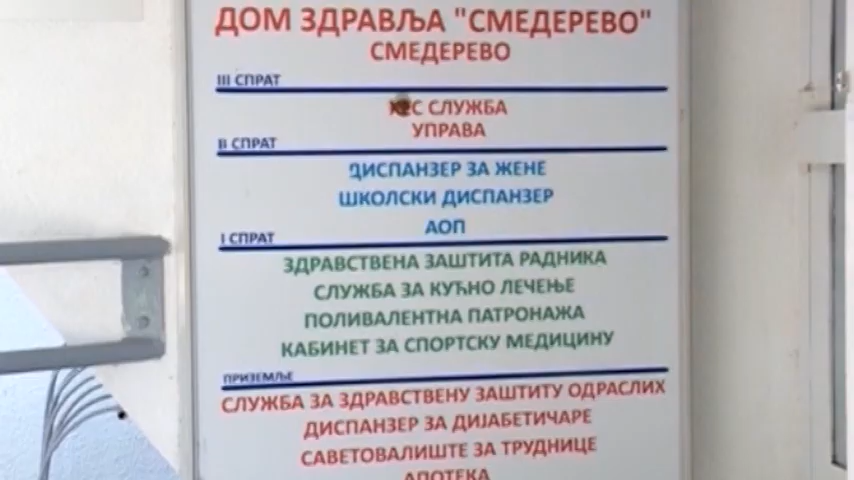 ДОМ ЗДРАВЉА "СМЕДЕРЕВО"
СМЕДЕРЕВО
III СПРАТ
СЛУЖБА
УПРАВА
II СПРАТ
ДИСПАНЗЕР ЗА ЖЕНЕ
ШКОЛСКИ ДИСПАНЗЕР
АОП
I СПРАТ
ЗДРАВСТВЕНА ЗАШТИТА РАДНИКА
СЛУЖБА ЗА КУЋНО ЛЕЧЕЊЕ
ПОЛИВАЛЕНТНА ПАТРОНАЖА
КАБИНЕТ ЗА СПОРТСКУ МЕДИЦИНУ
ПРИЗЕМЉЕ
СЛУЖБА ЗА ЗДРАВСТВЕНУ ЗАШТИТУ ОДРАСЛИХ
ДИСПАНЗЕР ЗА ДИЈАБЕТИЧАРЕ
САВЕТОВАЛИШТЕ ЗА ТРУДНИЦЕ
АПОТЕКА